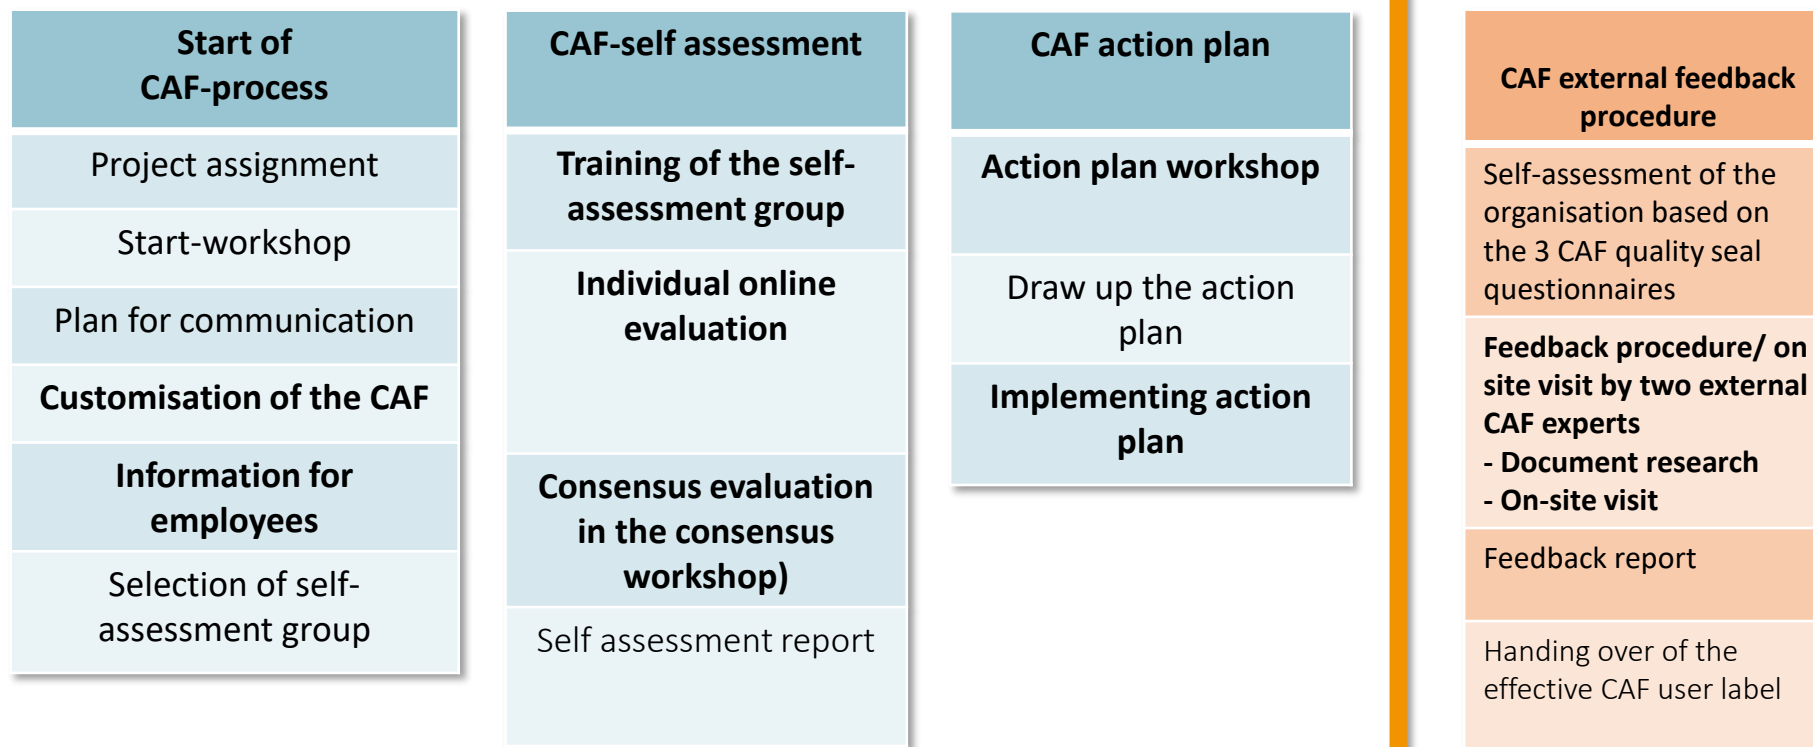 Start of
CAF-process
Project assignment
Start-workshop
Plan for communication
Customisation of the CAF
Information for
employees
Selection of self-
assessment group
CAF-self assessment
Training of the self-
assessment group
Individual online
evaluation
Consensus evaluation
in the consensus
workshop)
Self assessment report
CAF action plan
Action plan workshop
Draw up the action
plan
Implementing action
plan
CAF external feedback
procedure
Self-assessment of the
organisation based on
the 3 CAF quality seal
questionnaires
Feedback procedure/ on
site visit by two external
CAF experts
- Document research
- On-site visit
Feedback report
Handing over of the
effective CAF user label